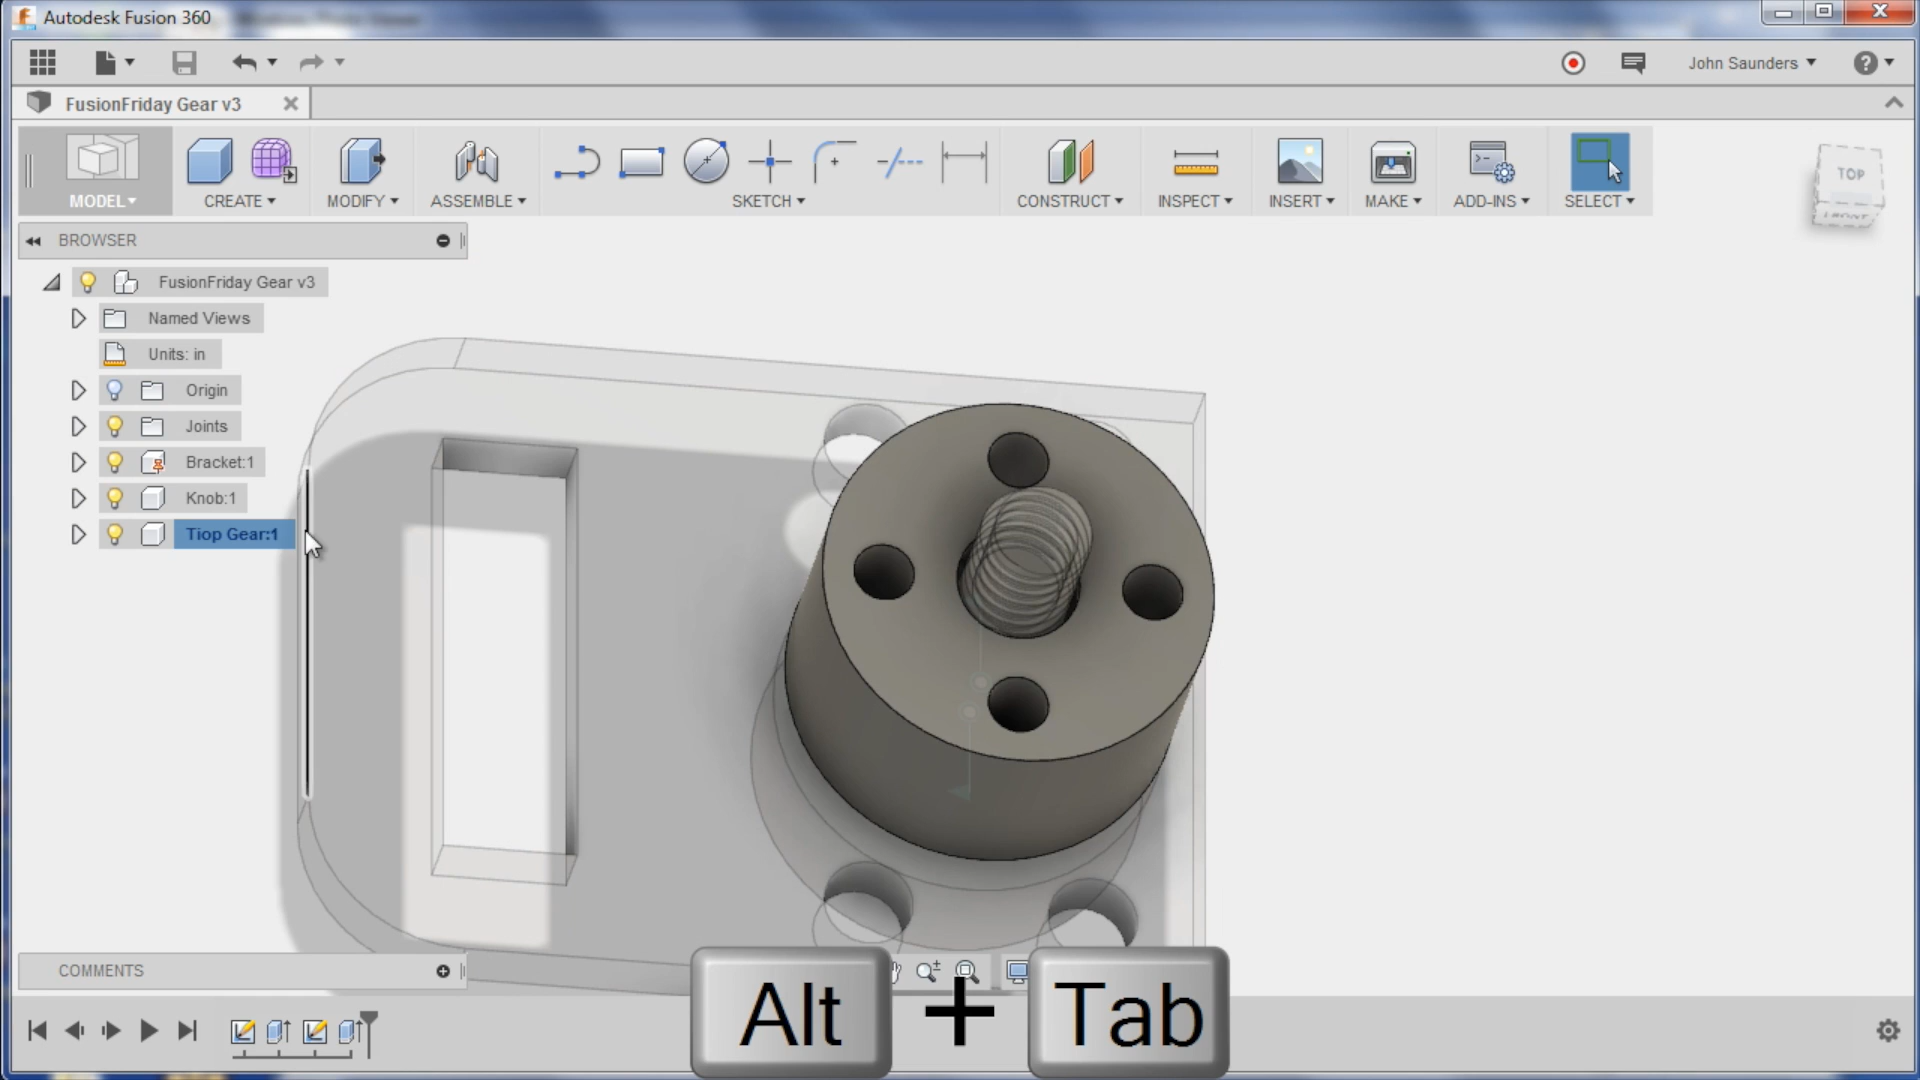 Autodesk Fusion 360
John Saunders
FusionFriday Gear v3
MODEL
CREATE
MODIFY
ASSEMBLE
SKETCH
CONSTRUCT
INSPECT
INSERT
MAKE
ADD-INS
SELECT
TOP
FRONT
BROWSER
FusionFriday Gear v3
Named Views
Units: in
Origin
Joints
Bracket:1
Knob:1
Tiop Gear:1
COMMENTS
Alt + Tab